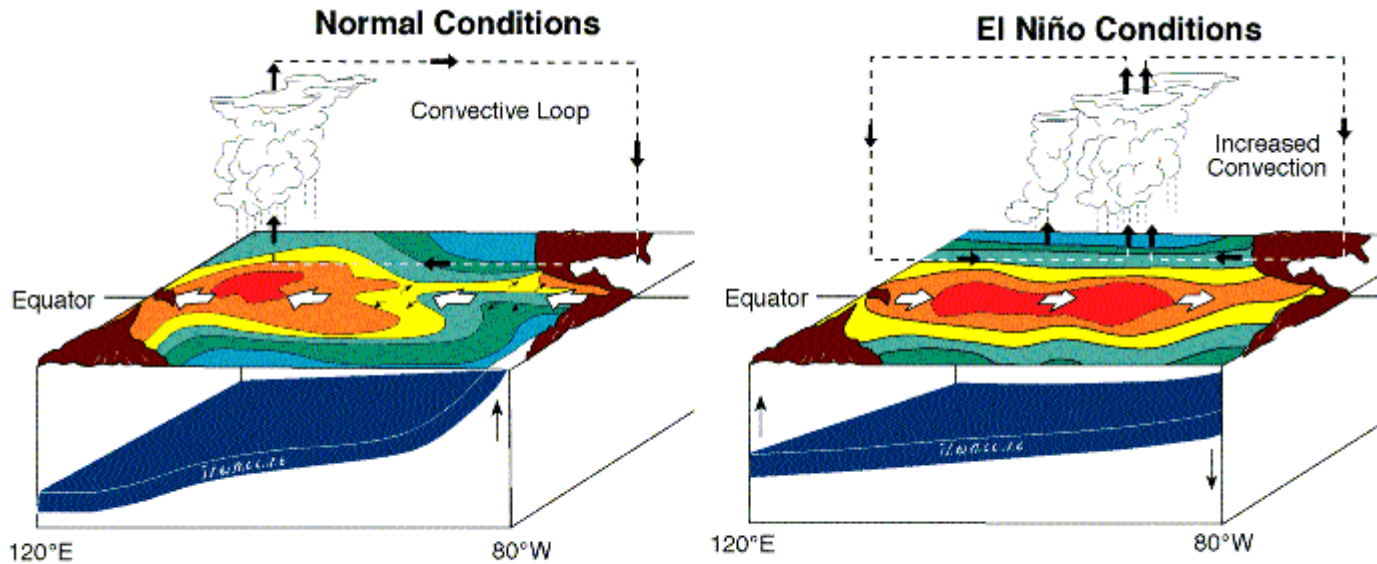 Normal Conditions
Convective Loop
Equator
120°E
80°W
El Niño Conditions
Increased
Convection
Equator
120°E
80°W